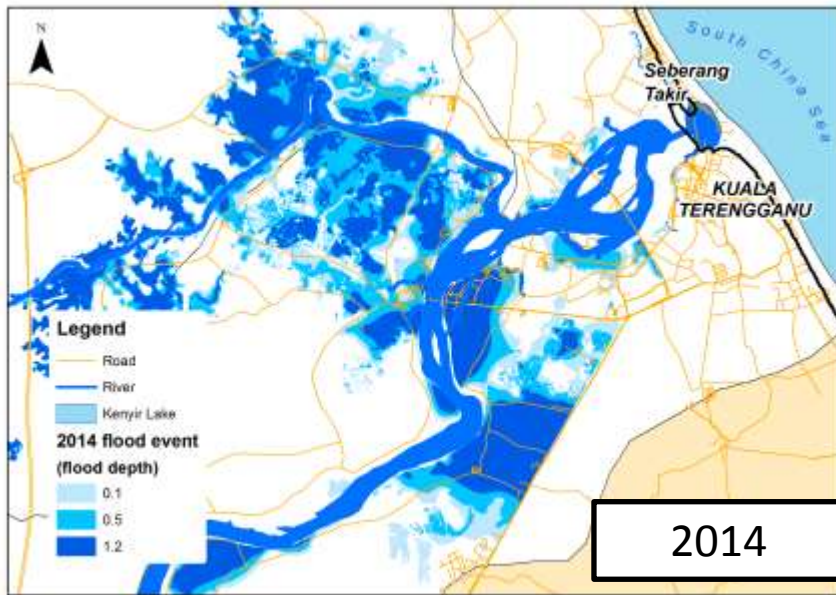 N
South China Sea
Seberang
Takir
KUALA
TERENGGANU
Legend
Road
River
Kenyir Lake
2014 flood event
(flood depth)
0.1
0.5
1.2
2014